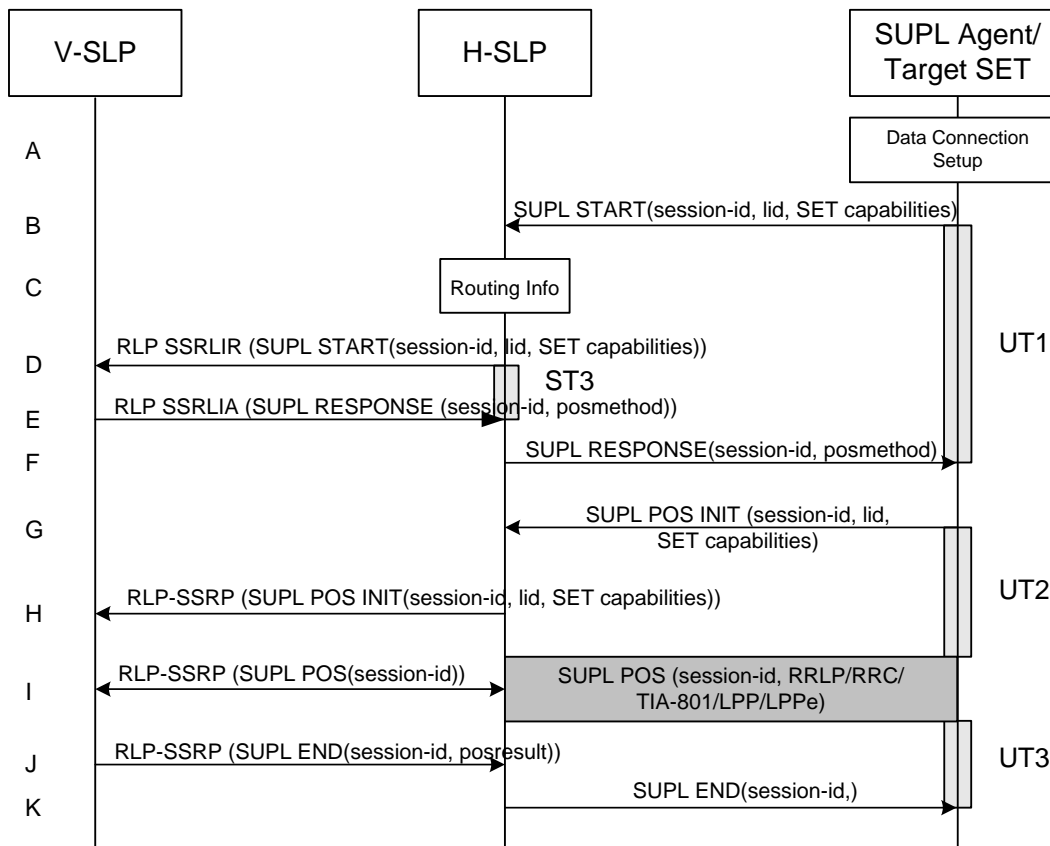 V-SLP
H-SLP
SUPL Agent/
Target SET
A
Data Connection
Setup
B
SUPL START(session-id, lid, SET capabilities)
C
Routing Info
UT1
D
RLP SSRLIR (SUPL START(session-id, lid, SET capabilities))
ST3
E
RLP SSRLIA (SUPL RESPONSE (session-id, posmethod))
F
SUPL RESPONSE(session-id, posmethod)
G
SUPL POS INIT (session-id, lid,
SET capabilities)
H
RLP-SSRP (SUPL POS INIT(session-id, lid, SET capabilities))
UT2
I
RLP-SSRP (SUPL POS(session-id))
SUPL POS (session-id, RRLP/RRC/
TIA-801/LPP/LPPe)
J
RLP-SSRP (SUPL END(session-id, posresult))
UT3
K
SUPL END(session-id,)